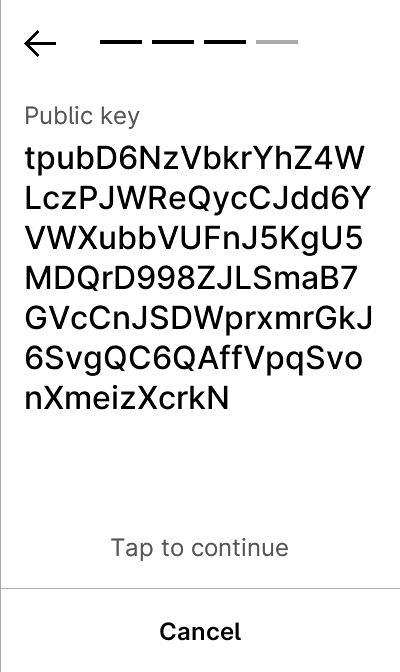 Public key
tpubD6NzVbkrYhZ4W
LczPJWReQycCJdd6Y
VWXubbVUFnJ5KgU5
MDQrD998ZJLSmaB7
GVcCnJSDWprxmrGkJ
6SvgQC6QAffVpqSvo
nXmeizXcrkN
Tap to continue
Cancel